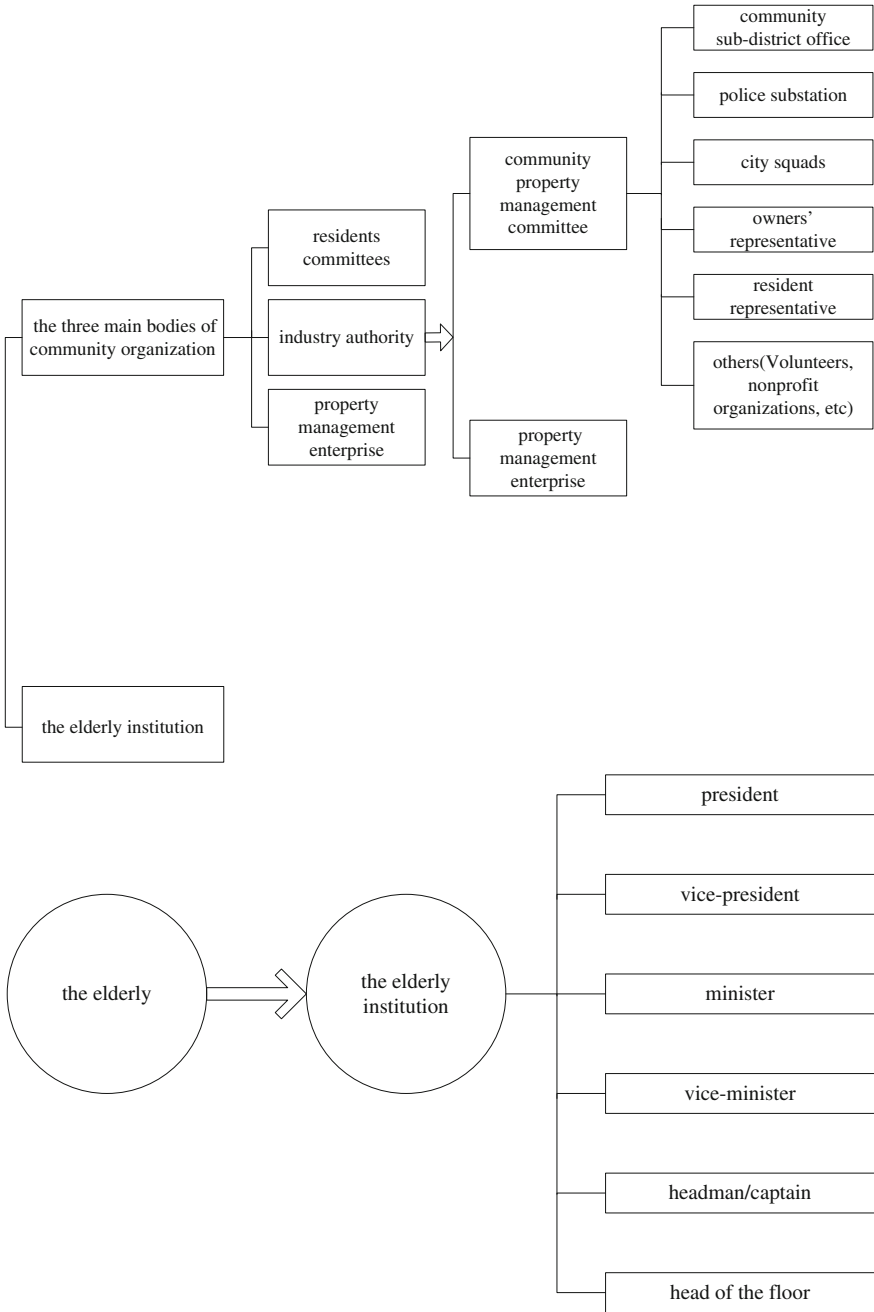 community
sub-district office
police substation
city squads
owners’
representative
resident
representative
others(Volunteers,
nonprofit
organizations, etc)
community
property
management
committee
property
management
enterprise
residents
committees
industry authority
property
management
enterprise
the three main bodies of
community organization
the elderly institution
the elderly
the elderly
institution
president
vice-president
minister
vice-minister
headman/captain
head of the floor